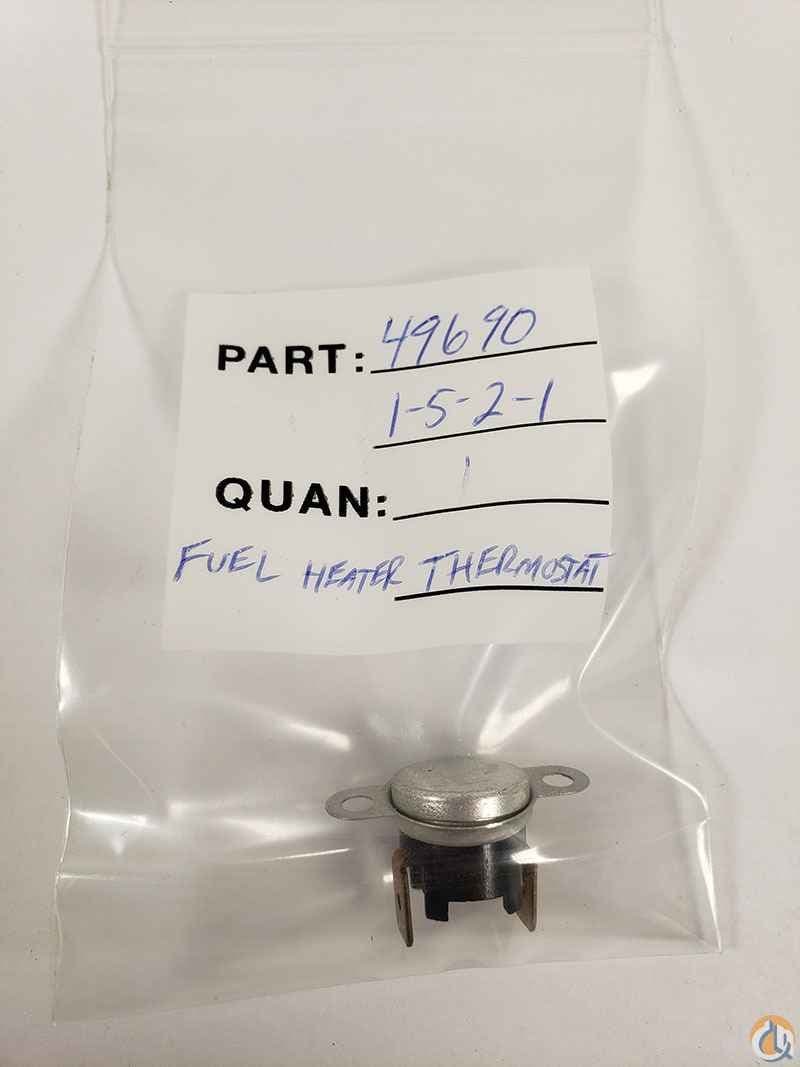 PART: 49690
1-5-2-1
QUAN: 1
FUEL HEATER THERMOSTAT